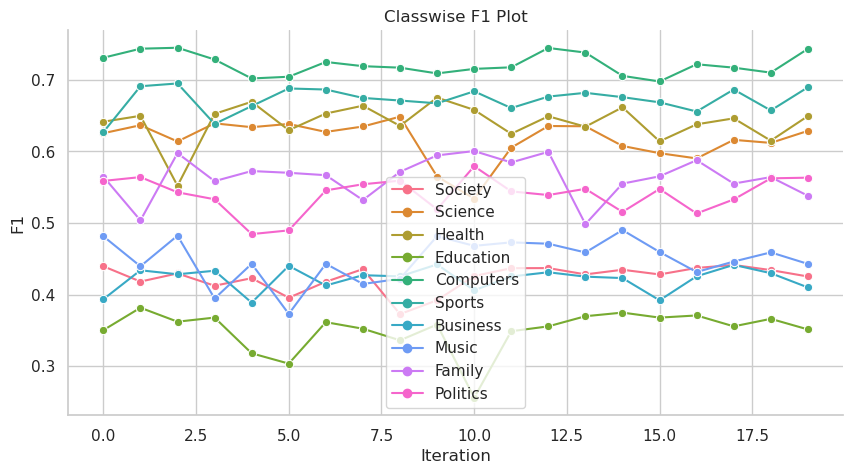 Classwise F1 Plot
F1
0.7
0.6
0.5
0.4
0.3
Society
Science
Health
Education
Computers
Sports
Business
Music
Family
Politics
0.0 2.5 5.0 7.5 10.0 12.5 15.0 17.5
Iteration